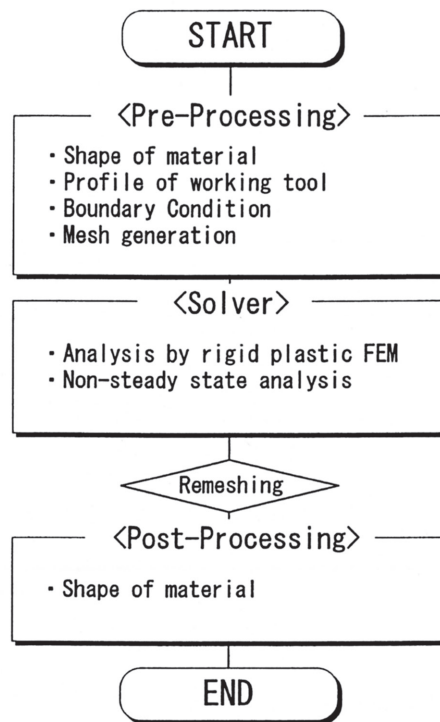 START
<Pre-Processing>
・Shape of material
・Profile of working tool
・Boundary Condition
・Mesh generation
<Solver>
・Analysis by rigid plastic FEM
・Non-steady state analysis
Remeshing
<Post-Processing>
・Shape of material
END